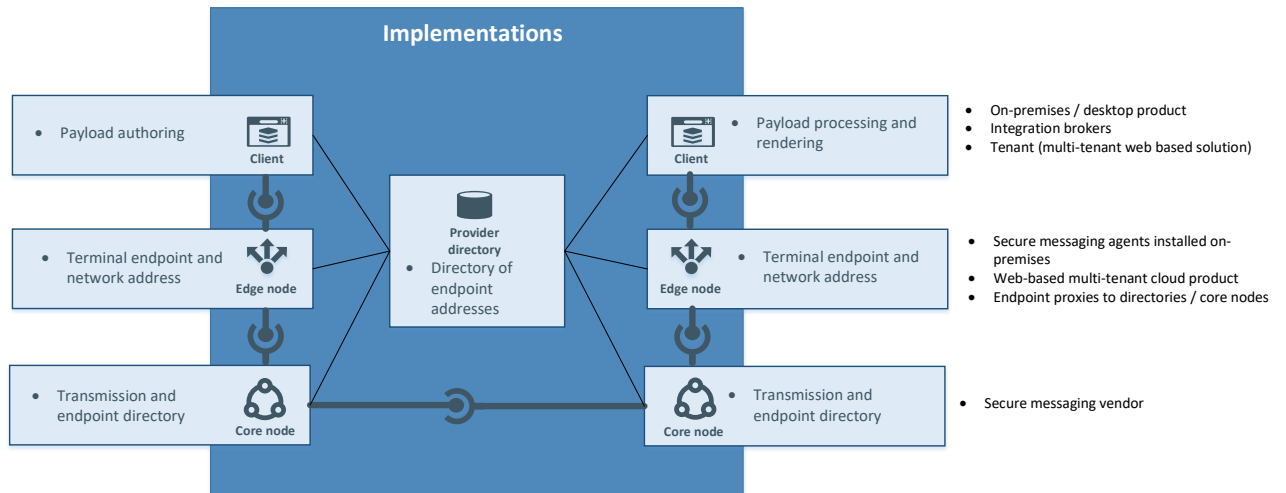 Implementations
• Payload authoring
Client
• Payload processing and
rendering
Client
• On-premises / desktop product
• Integration brokers
• Tenant (multi-tenant web based solution)
Provider
directory
• Directory of
endpoint
addresses
• Terminal endpoint and
network address
Edge node
• Terminal endpoint and
network address
Edge node
• Secure messaging agents installed on-
premises
• Web-based multi-tenant cloud product
• Endpoint proxies to directories / core nodes
• Transmission and
endpoint directory
Core node
• Transmission and
endpoint directory
Core node
• Secure messaging vendor